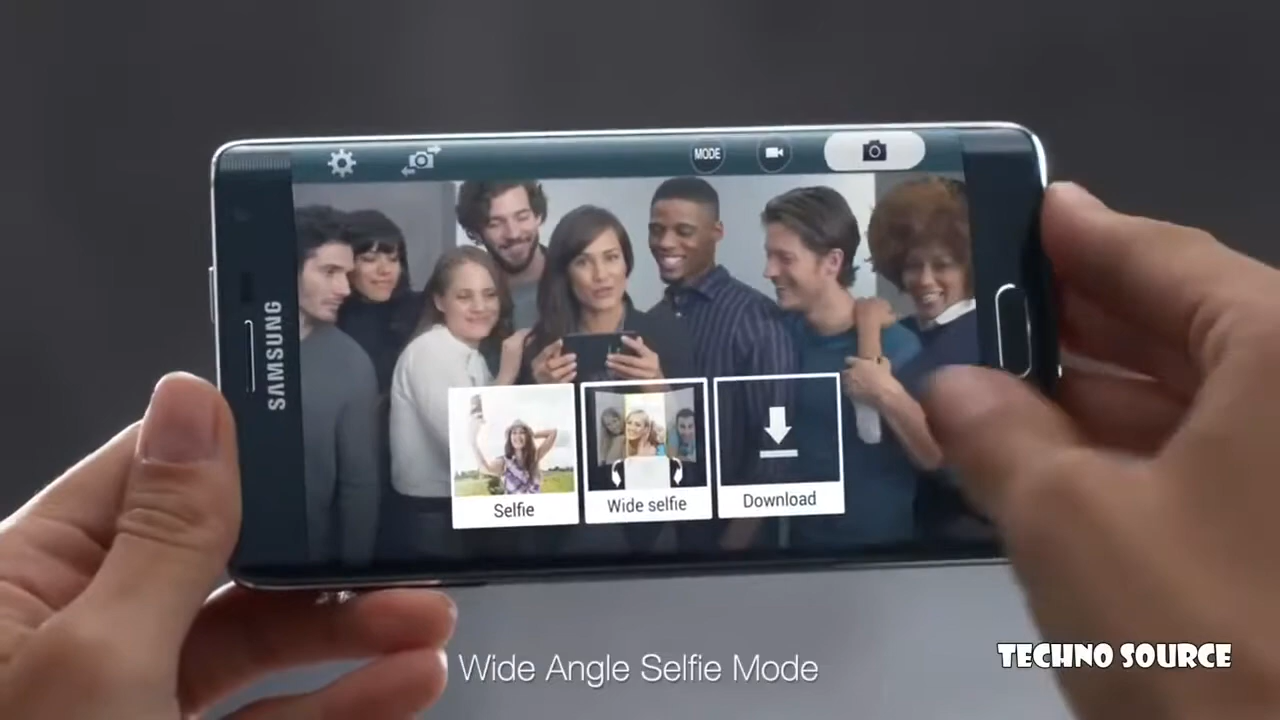 MODE
SAMSUNG
Selfie
Wide selfie
Download
Wide Angle Selfie Mode
TECHNO SOURCE